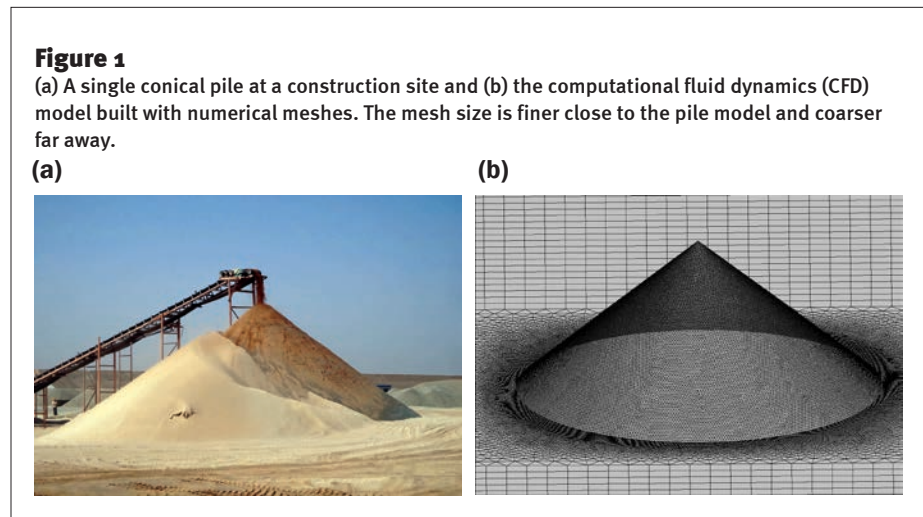 Figure 1
(a) A single conical pile at a construction site and (b) the computational fluid dynamics (CFD)
model built with numerical meshes. The mesh size is finer close to the pile model and coarser
far away.
(a)
(b)